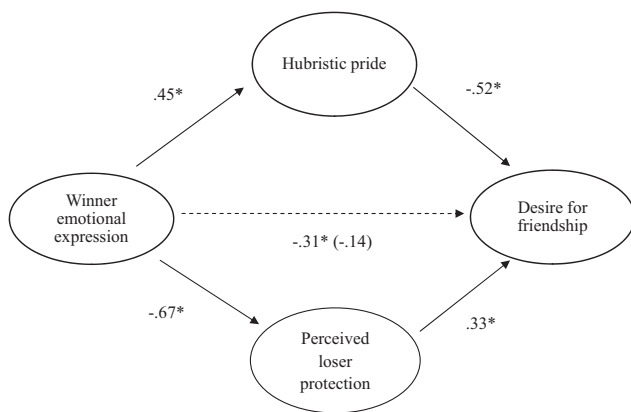 Hubristic pride
.45*
-.52*
Winner
emotional
expression
Desire for
friendship
-.31* (-.14)
-.67*
.33*
Perceived
loser
protection